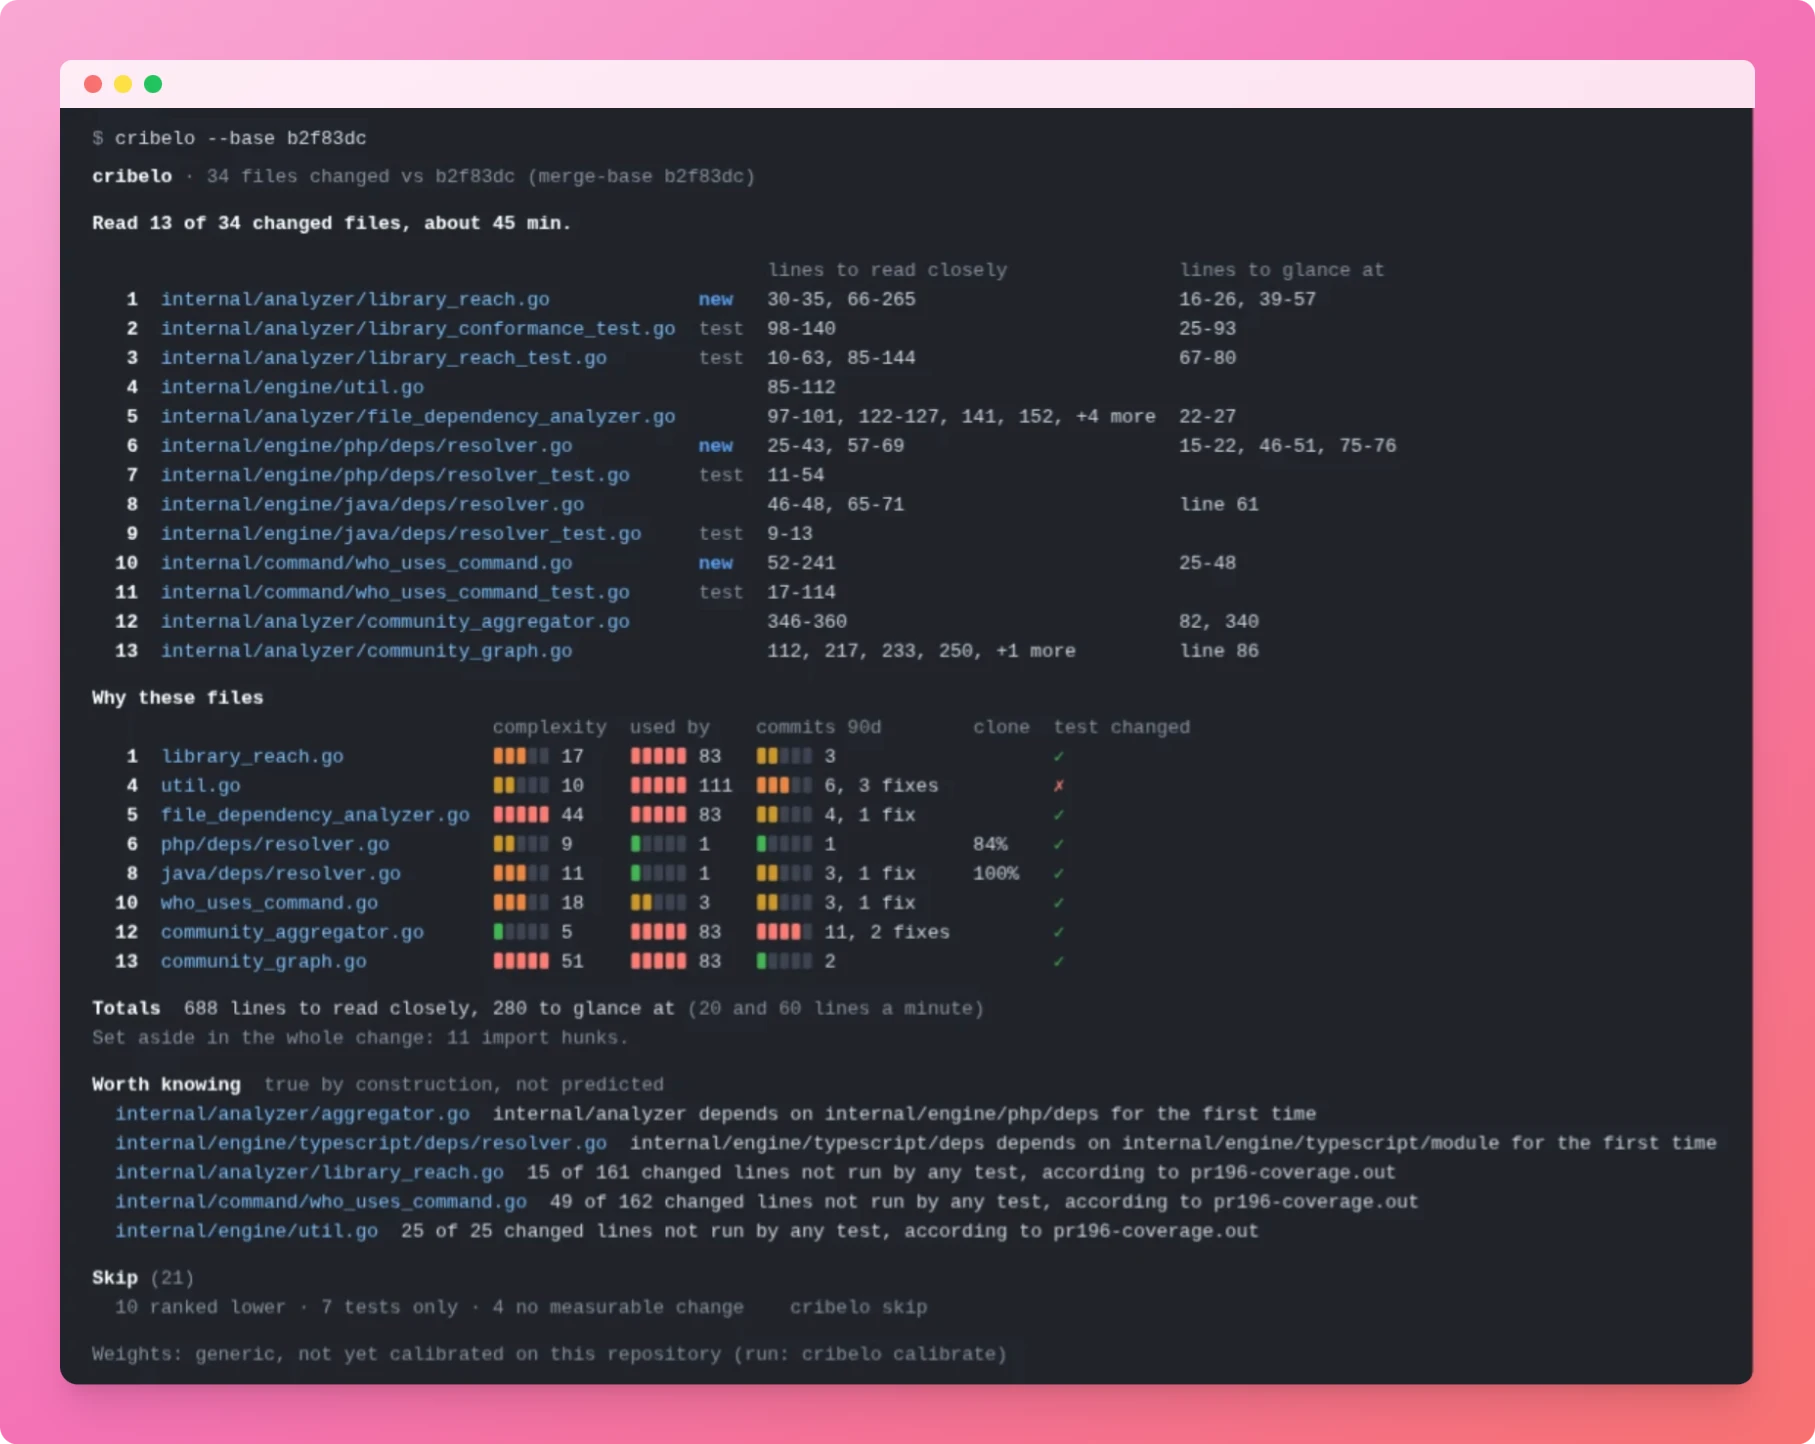 $ cribelo --base b2f83dc
cribelo · 34 files changed vs b2f83dc (merge-base b2f83dc)
Read 13 of 34 changed files, about 45 min.
lines to read closely lines to glance at
1 internal/analyzer/library_reach.go new 30-35, 66-265 16-26, 39-57
2 internal/analyzer/library_conformance_test.go test 98-140 25-93
3 internal/analyzer/library_reach_test.go test 10-63, 85-144 67-80
4 internal/engine/util.go 85-112
5 internal/analyzer/file_dependency_analyzer.go 97-101, 122-127, 141, 152, +4 more 22-27
6 internal/engine/php/deps/resolver.go new 25-43, 57-69 15-22, 46-51, 75-76
7 internal/engine/php/deps/resolver_test.go test 11-54
8 internal/engine/java/deps/resolver.go 46-48, 65-71 line 61
9 internal/engine/java/deps/resolver_test.go test 9-13
10 internal/command/who_uses_command.go new 52-241 25-48
11 internal/command/who_uses_command_test.go test 17-114
12 internal/analyzer/community_aggregator.go 346-360 82, 340
13 internal/analyzer/community_graph.go 112, 217, 233, 250, +1 more line 86
Why these files
complexity used by commits 90d clone test changed
1 library_reach.go 17 83 3 ✓
4 util.go 10 111 6, 3 fixes ✗
5 file_dependency_analyzer.go 44 83 4, 1 fix ✓
6 php/deps/resolver.go 9 1 1 84% ✓
8 java/deps/resolver.go 11 1 3, 1 fix 100% ✓
10 who_uses_command.go 18 3 3, 1 fix ✓
12 community_aggregator.go 5 83 11, 2 fixes ✓
13 community_graph.go 51 83 2 ✓
Totals 688 lines to read closely, 280 to glance at (20 and 60 lines a minute)
Set aside in the whole change: 11 import hunks.
Worth knowing true by construction, not predicted
internal/analyzer/aggregator.go internal/analyzer depends on internal/engine/php/deps for the first time
internal/engine/typescript/deps/resolver.go internal/engine/typescript/deps depends on internal/engine/typescript/module for the first time
internal/analyzer/library_reach.go 15 of 161 changed lines not run by any test, according to pr196-coverage.out
internal/command/who_uses_command.go 49 of 162 changed lines not run by any test, according to pr196-coverage.out
internal/engine/util.go 25 of 25 changed lines not run by any test, according to pr196-coverage.out
Skip (21)
10 ranked lower · 7 tests only · 4 no measurable change cribelo skip
Weights: generic, not yet calibrated on this repository (run: cribelo calibrate)